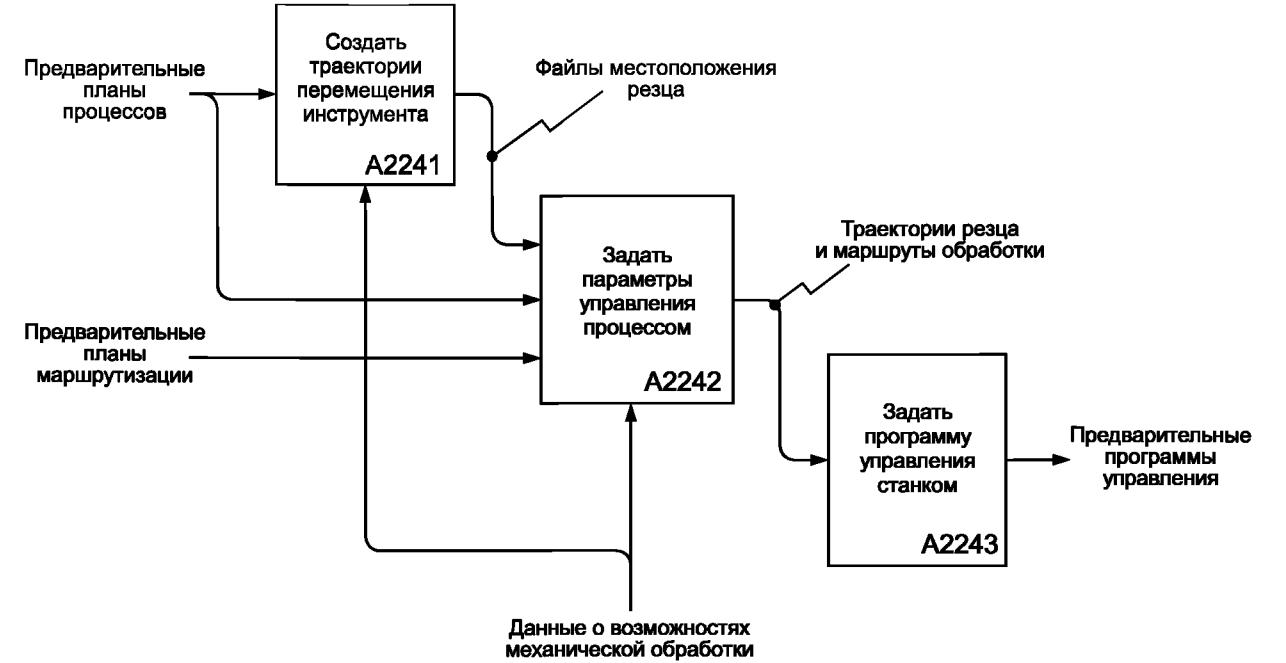 Предварительные
планы
процессов
Создать
траектории
перемещения
инструмента
A2241
Файлы местоположения
резца
Предварительные
планы
маршрутизации
Задать
параметры
управления
процессом
A2242
Траектории резца
и маршруты обработки
Задать
программу
управления
станком
A2243
Предварительные
программы
управления
Данные о возможностях
механической обработки